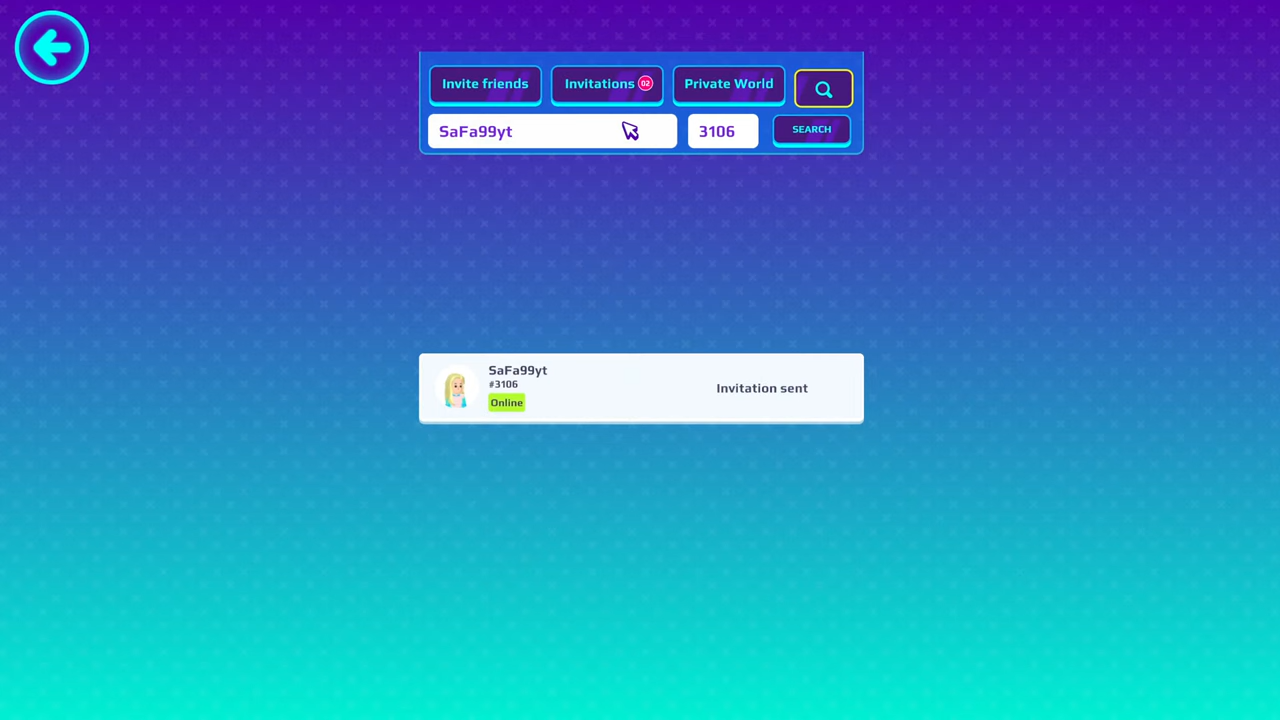 Invite friends
Invitations 02
Private World
SaFa99yt
3106
SEARCH
SaFa99yt
#3106
Online
Invitation sent